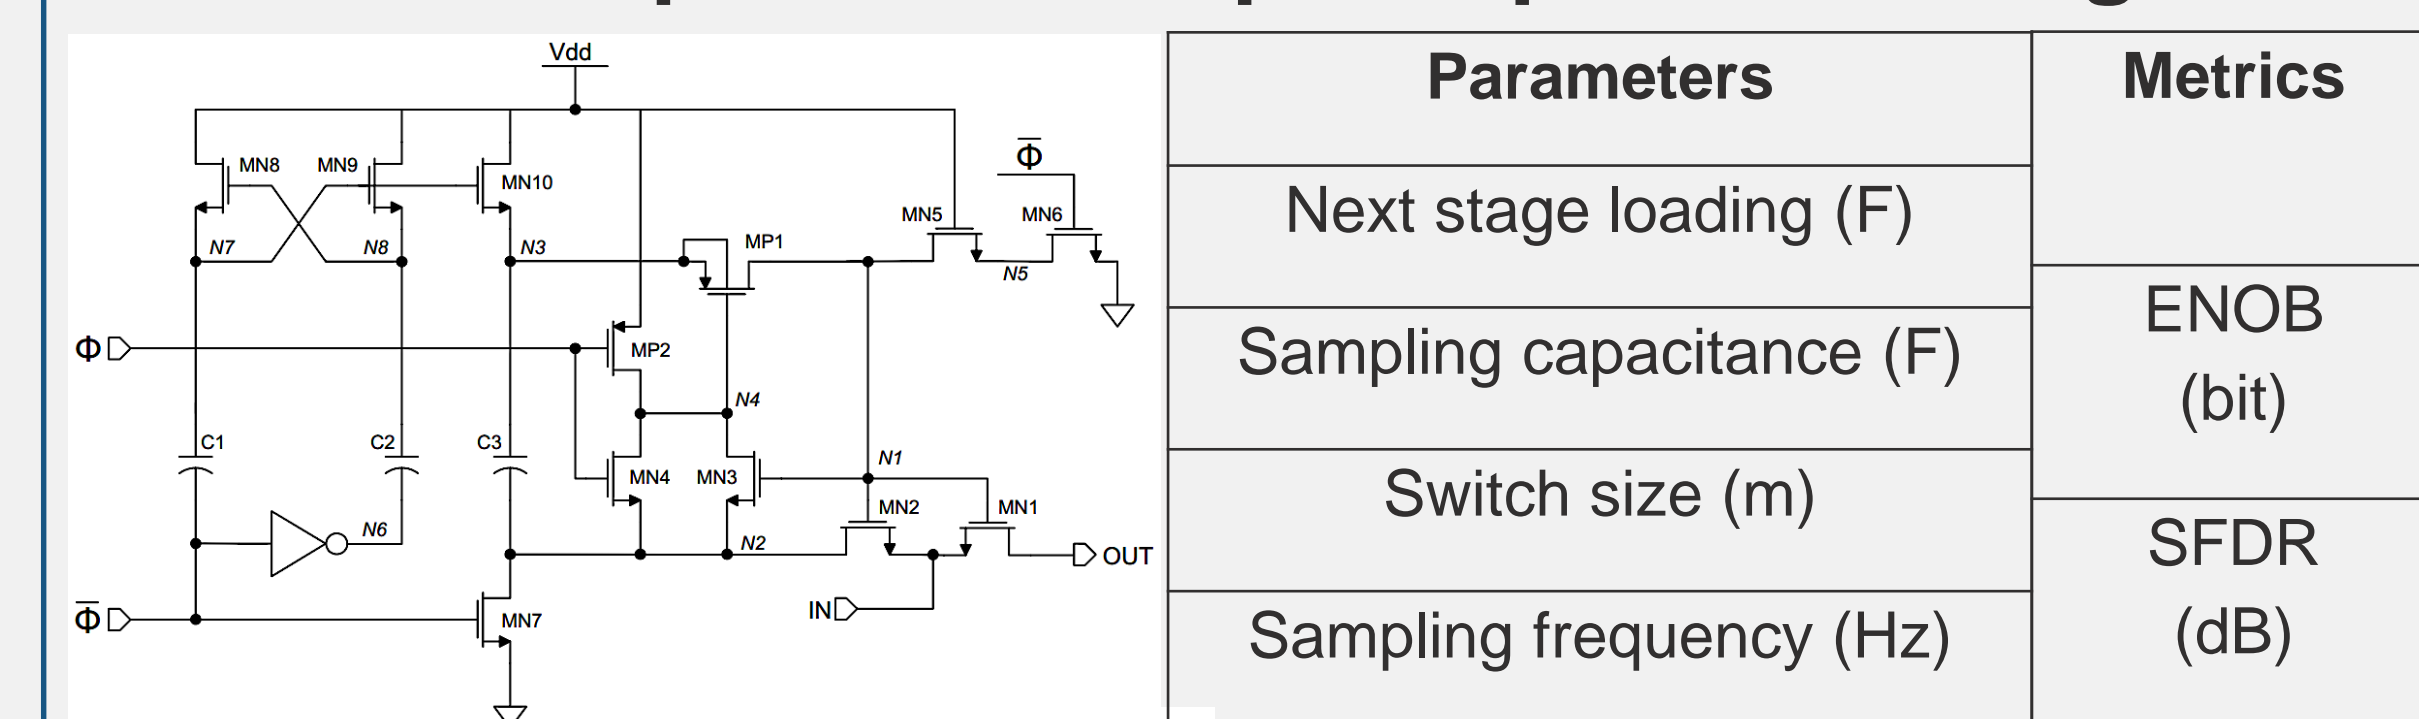 Vdd
Φ̅
MN8
MN9
MN10
MN5
MN6
N7
N8
N3
MP1
N5
Φ
MP2
N4
C1
C2
C3
N1
MN4
MN3
MN2
MN1
N6
N2
OUT
IN
Φ̅
MN7
Parameters
Metrics
Next stage loading (F)
Sampling capacitance (F)
Switch size (m)
Sampling frequency (Hz)
ENOB
(bit)
SFDR
(dB)